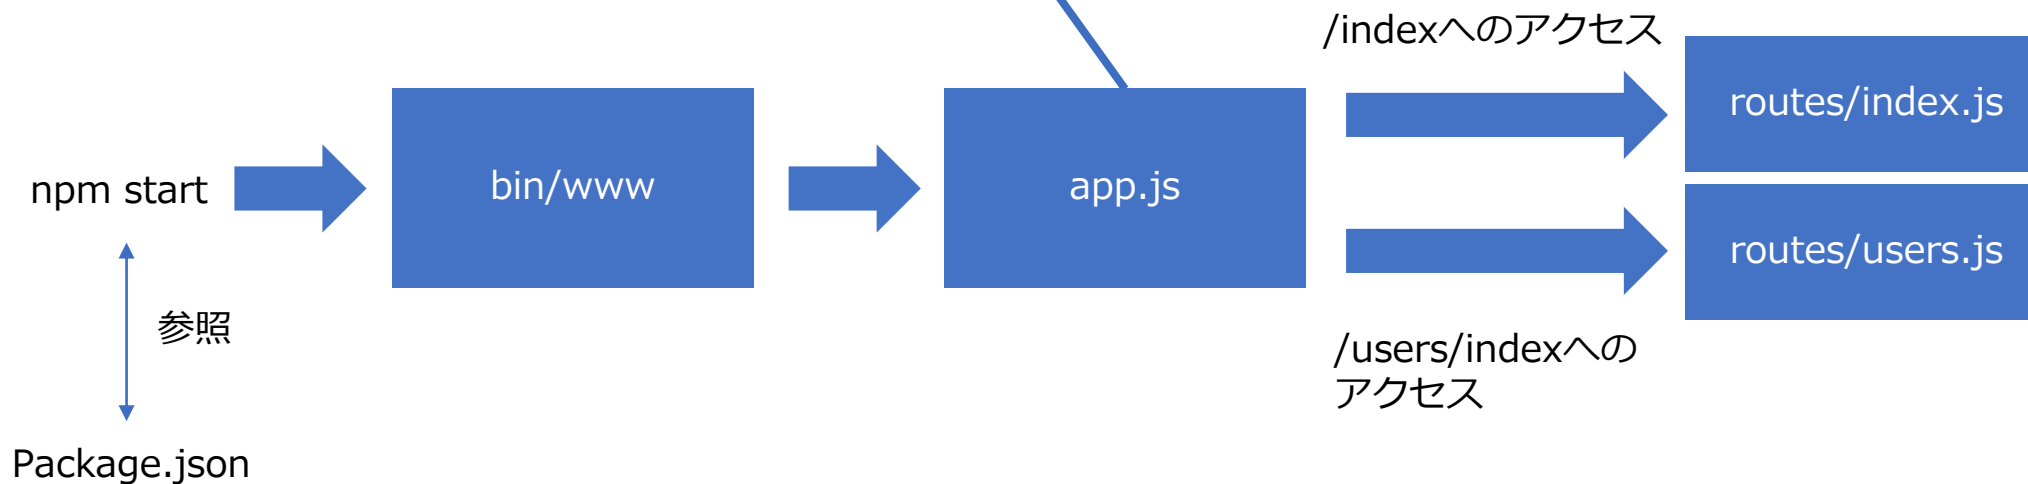 npm start
参照
Package.json
bin/www
app.js
/indexへのアクセス
/users/indexへの
アクセス
routes/index.js
routes/users.js